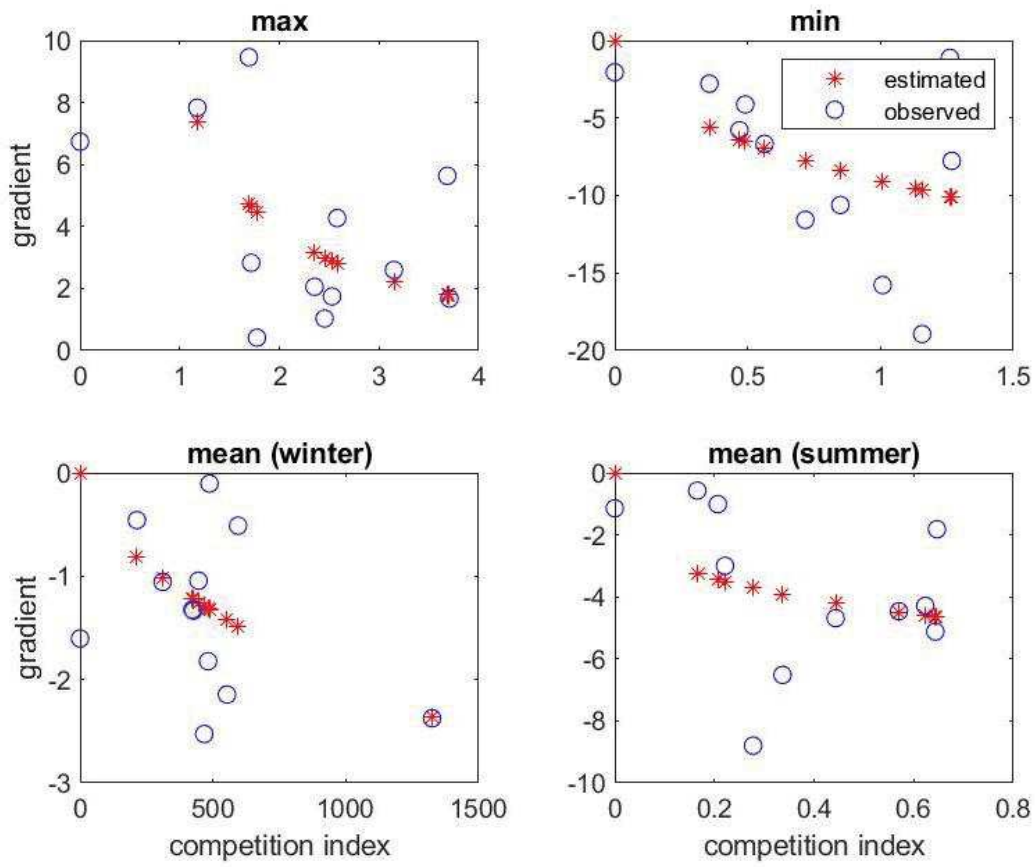 max
10
8
6
4
2
0
gradient
0 1 2 3 4
min
0
-5
-10
-15
-20
0 0.5 1 1.5
estimated
observed
mean (winter)
0
-1
-2
-3
gradient
0 500 1000 1500
competition index
mean (summer)
0
-2
-4
-6
-8
-10
0 0.2 0.4 0.6 0.8
competition index